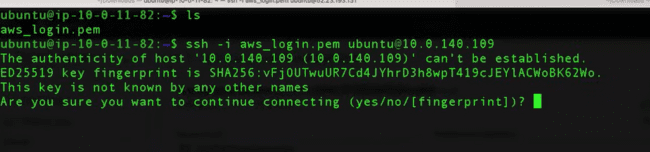 ubuntu@ip-10-0-11-82:~$ ls
aws_login.pem
ubuntu@ip-10-0-11-82:~$ ssh -i aws_login.pem ubuntu@10.0.140.109
The authenticity of host '10.0.140.109 (10.0.140.109)' can't be established.
ED25519 key fingerprint is SHA256:vFjOUTwuUR7Cd4JYhrD3h8wpT419cJEYlACWoBK62Wo.
This key is not known by any other names
Are you sure you want to continue connecting (yes/no/[fingerprint])?